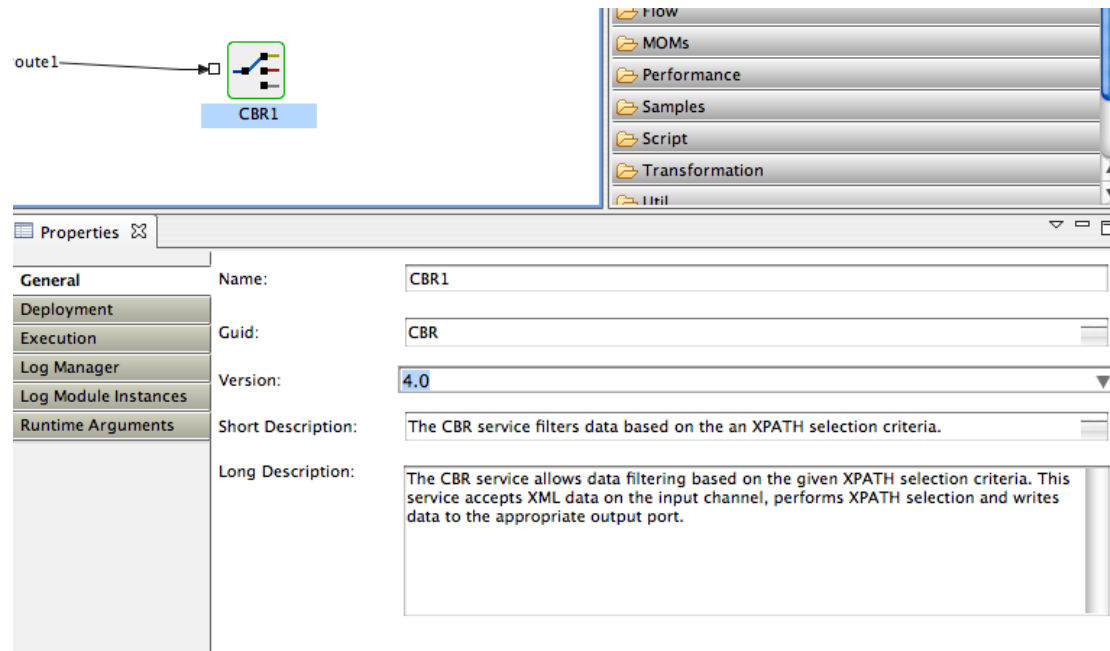 Flow
MOMs
oute1
Performance
Samples
CBR1
Script
Transformation
Util
Properties
General
Name:
CBR1
Deployment
Execution
Guid:
CBR
Log Manager
Version:
4.0
Log Module Instances
Runtime Arguments
Short Description:
The CBR service filters data based on the an XPATH selection criteria.
Long Description:
The CBR service allows data filtering based on the given XPATH selection criteria. This
service accepts XML data on the input channel, performs XPATH selection and writes
data to the appropriate output port.